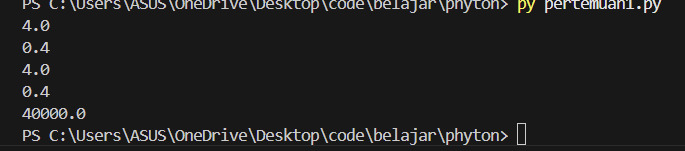 PS C:\Users\ASUS\OneDrive\Desktop\code\belajar\phyton> py pertemuan1.py
4.0
0.4
4.0
0.4
40000.0
PS C:\Users\ASUS\OneDrive\Desktop\code\belajar\phyton>